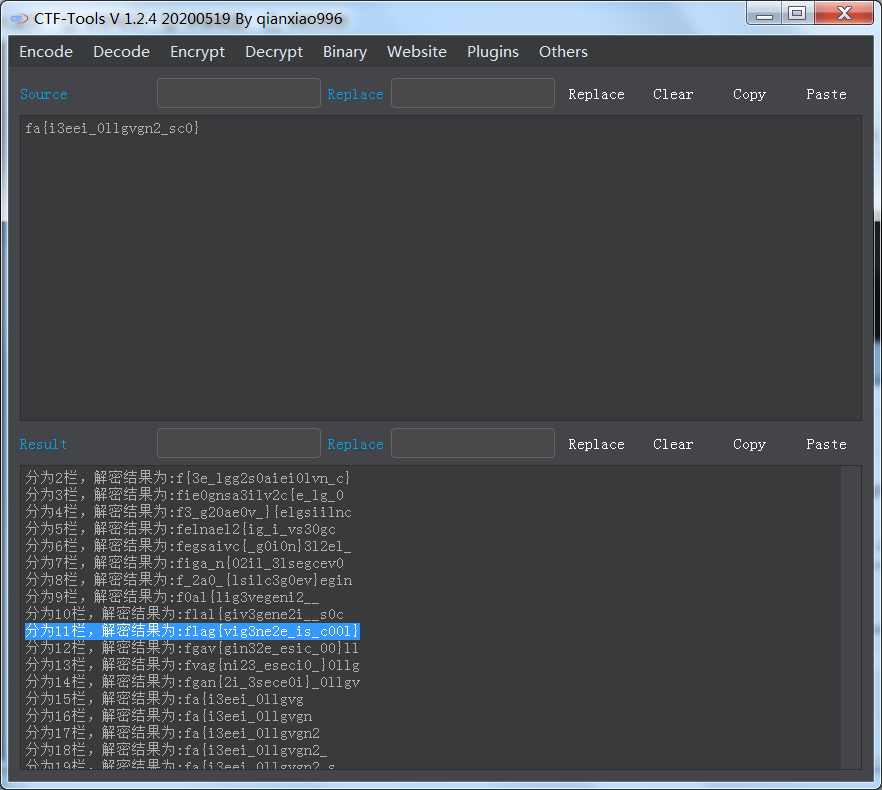 CTF-Tools V 1.2.4 20200519 By qianxiao996
Encode Decode Encrypt Decrypt Binary Website Plugins Others
Source Replace Replace Clear Copy Paste
fa{i3eei_0llgvgn2_sc0}
Result Replace Replace Clear Copy Paste
分为2栏，解密结果为:f{3e_lgg2s0aiei0lvn_c}
分为3栏，解密结果为:fie0gnsa3ilv2c{e_lg_0
分为4栏，解密结果为:f3_g20ae0v_}{elgsiilnc
分为5栏，解密结果为:felnael2{ig_i_vs30gc
分为6栏，解密结果为:fegsaivc{_g0i0n}3l2el_
分为7栏，解密结果为:figa_n{02il_3lsegcev0
分为8栏，解密结果为:f_2a0_{lsilc3g0ev}egin
分为9栏，解密结果为:f0al{lig3vegeni2__
分为10栏，解密结果为:flal{giv3gene2i__s0c
分为11栏，解密结果为:flag{vig3ne2e_is_c00l}
分为12栏，解密结果为:fgav{gin32e_esic_00}ll
分为13栏，解密结果为:fvag{ni23_eseci0_}0llg
分为14栏，解密结果为:fgan{2i_3sece0i}_0llgv
分为15栏，解密结果为:fa{i3eei_0llgvg
分为16栏，解密结果为:fa{i3eei_0llgvgn
分为17栏，解密结果为:fa{i3eei_0llgvgn2
分为18栏，解密结果为:fa{i3eei_0llgvgn2_
分为19栏，解密结果为:fa{i3eei_0llgvgn2_s